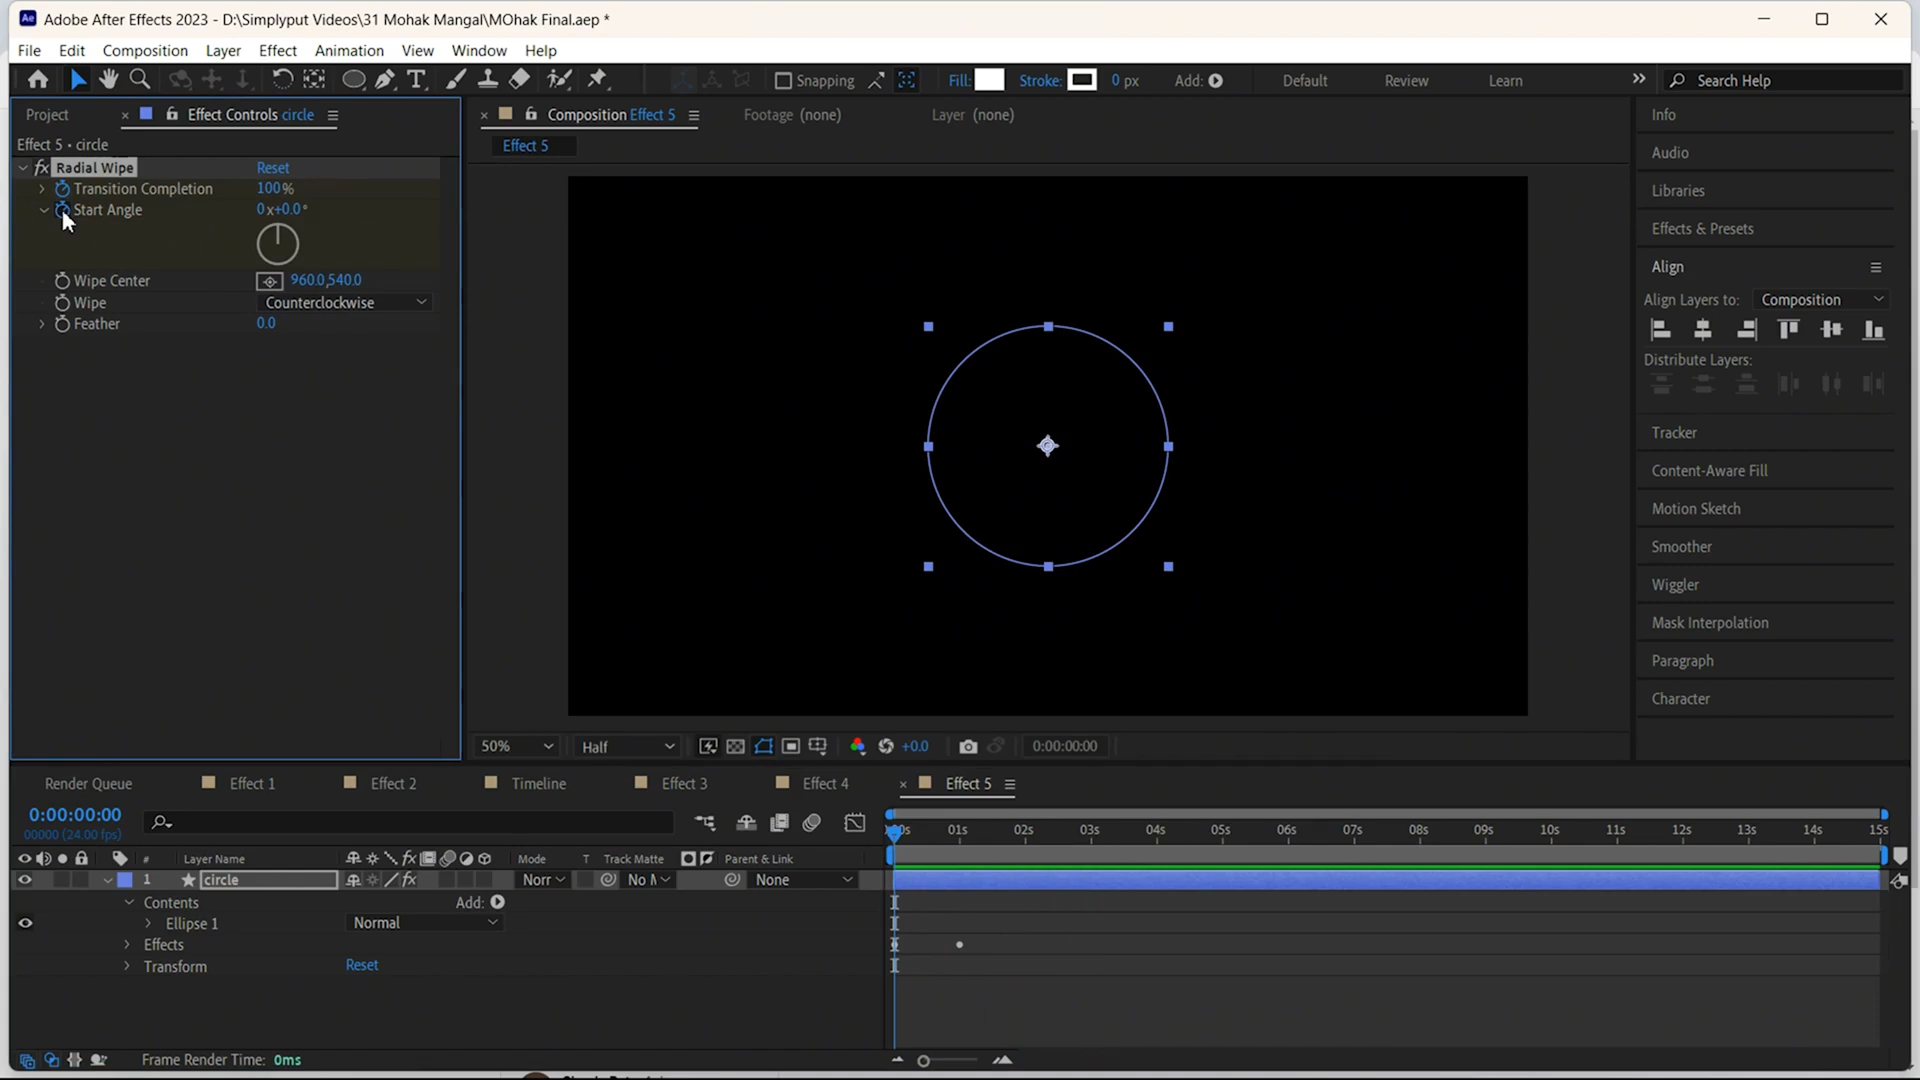 Adobe After Effects 2023 - D:\Simplyput Videos\31 Mohak Mangal\MOhak Final.aep *
File Edit Composition Layer Effect Animation View Window Help
Snapping Fill: Stroke: 0 px Add: Default Review Learn Search Help
Project Effect Controls circle Composition Effect 5 Footage (none) Layer (none) Info
Effect 5 • circle Effect 5
Audio
Radial Wipe Reset
Transition Completion 100% Libraries
Start Angle 0x+0.0°
Effects & Presets
Align
Wipe Center 960.0,540.0
Align Layers to: Composition
Wipe Counterclockwise
Feather 0.0
Distribute Layers:
Tracker
Content-Aware Fill
Motion Sketch
Smoother
Wiggler
Mask Interpolation
Paragraph
Character
50% Half +0.0 0:00:00:00
Render Queue Effect 1 Effect 2 Timeline Effect 3 Effect 4 Effect 5
0:00:00:00
00000 (24.00 fps) 01s 02s 03s 04s 05s 06s 07s 08s 09s 10s 11s 12s 13s 14s 15s
# Layer Name Mode T Track Matte Parent & Link
1 circle Norr No M None
Contents Add:
Ellipse 1 Normal
Effects
Transform Reset
Frame Render Time: 0ms